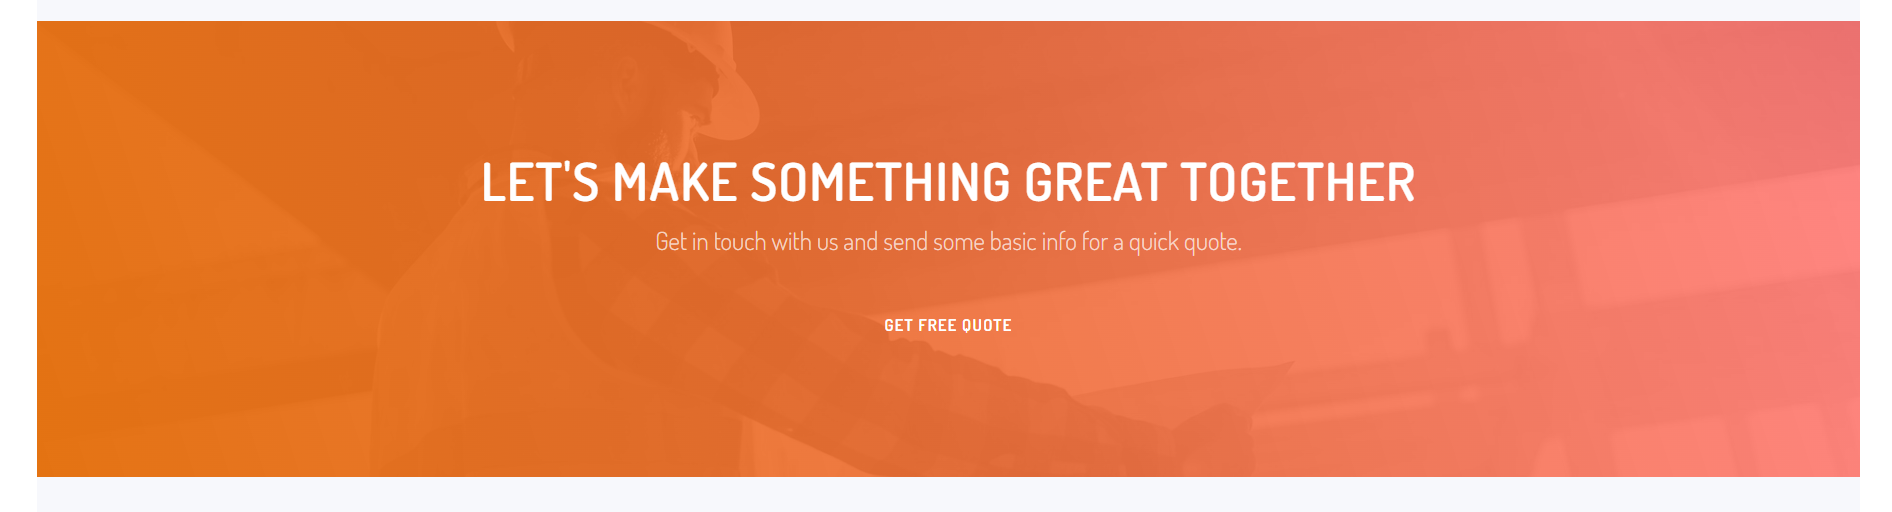 LET'S MAKE SOMETHING GREAT TOGETHER
Get in touch with us and send some basic info for a quick quote.
GET FREE QUOTE